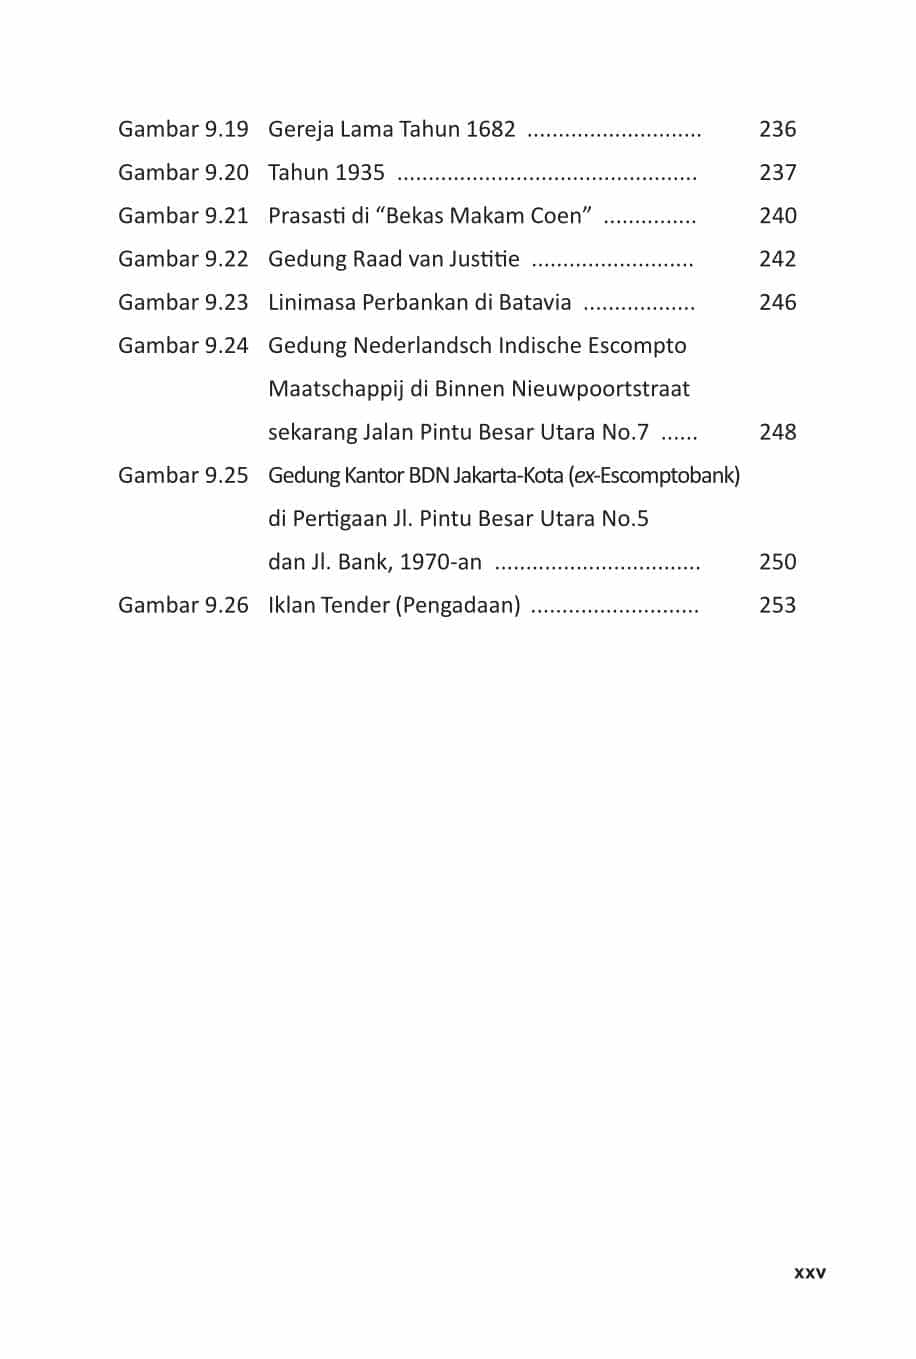 Gambar 9.19 Gereja Lama Tahun 1682 ............................ 236
Gambar 9.20 Tahun 1935 ................................................ 237
Gambar 9.21 Prasasti di “Bekas Makam Coen” ............... 240
Gambar 9.22 Gedung Raad van Justitie .......................... 242
Gambar 9.23 Linimasa Perbankan di Batavia .................. 246
Gambar 9.24 Gedung Nederlandsch Indische Escompto
Maatschappij di Binnen Nieuwpoortstraat
sekarang Jalan Pintu Besar Utara No.7 ...... 248
Gambar 9.25 Gedung Kantor BDN Jakarta-Kota (ex-Escomptobank)
di Pertigaan Jl. Pintu Besar Utara No.5
dan Jl. Bank, 1970-an ................................. 250
Gambar 9.26 Iklan Tender (Pengadaan) ........................... 253
xxv